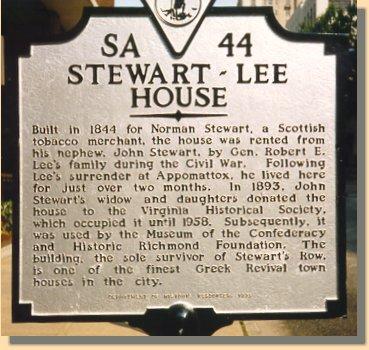 SA 44
STEWART - LEE
HOUSE
Built in 1844 for Norman Stewart, a Scottish
tobacco merchant, the house was rented from
his nephew, John Stewart, by Gen. Robert E.
Lee's family during the Civil War. Following
Lee's surrender at Appomattox, he lived here
for just over two months. In 1893, John
Stewart's widow and daughters donated the
house to the Virginia Historical Society,
which occupied it until 1958. Subsequently, it
was used by the Museum of the Confederacy
and Historic Richmond Foundation. The
building, the sole survivor of Stewart's Row,
is one of the finest Greek Revival town
houses in the city.
DEPARTMENT OF HISTORIC RESOURCES,